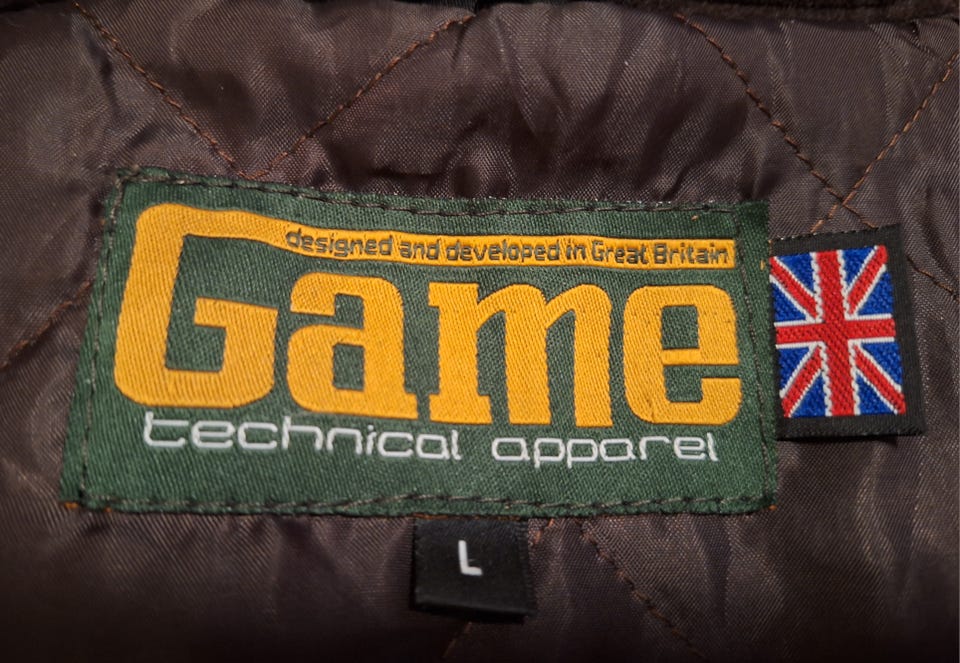 designed and developed in Great Britain
Game
technical apparel
L